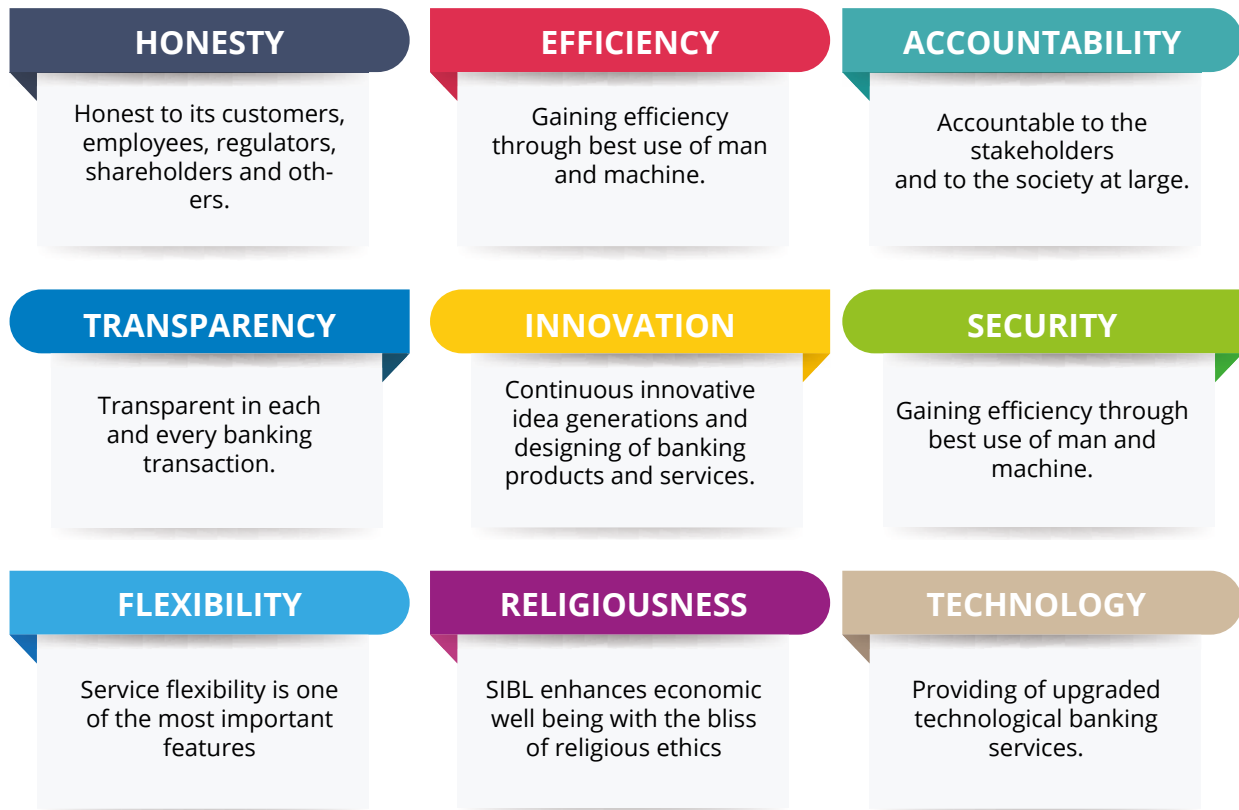 HONESTY
Honest to its customers,
employees, regulators,
shareholders and oth-
ers.
EFFICIENCY
Gaining efficiency
through best use of man
and machine.
ACCOUNTABILITY
Accountable to the
stakeholders
and to the society at large.
TRANSPARENCY
Transparent in each
and every banking
transaction.
INNOVATION
Continuous innovative
idea generations and
designing of banking
products and services.
SECURITY
Gaining efficiency through
best use of man and
machine.
FLEXIBILITY
Service flexibility is one
of the most important
features
RELIGIOUSNESS
SIBL enhances economic
well being with the bliss
of religious ethics
TECHNOLOGY
Providing of upgraded
technological banking
services.